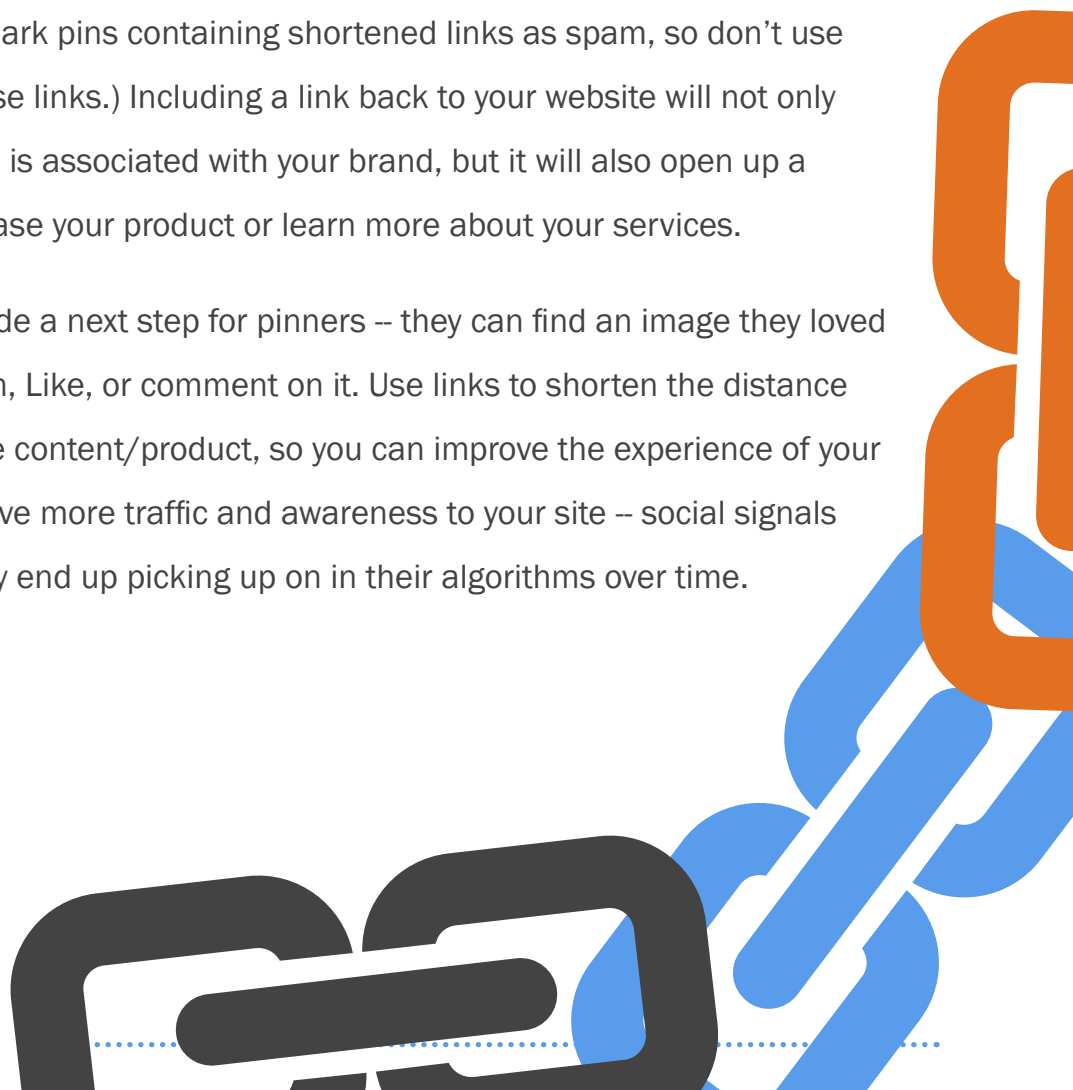 ark pins containing shortened links as spam, so don’t use
se links.) Including a link back to your website will not only
is associated with your brand, but it will also open up a
ase your product or learn more about your services.
de a next step for pinners -- they can find an image they loved
n, Like, or comment on it. Use links to shorten the distance
e content/product, so you can improve the experience of your
ve more traffic and awareness to your site -- social signals
y end up picking up on in their algorithms over time.